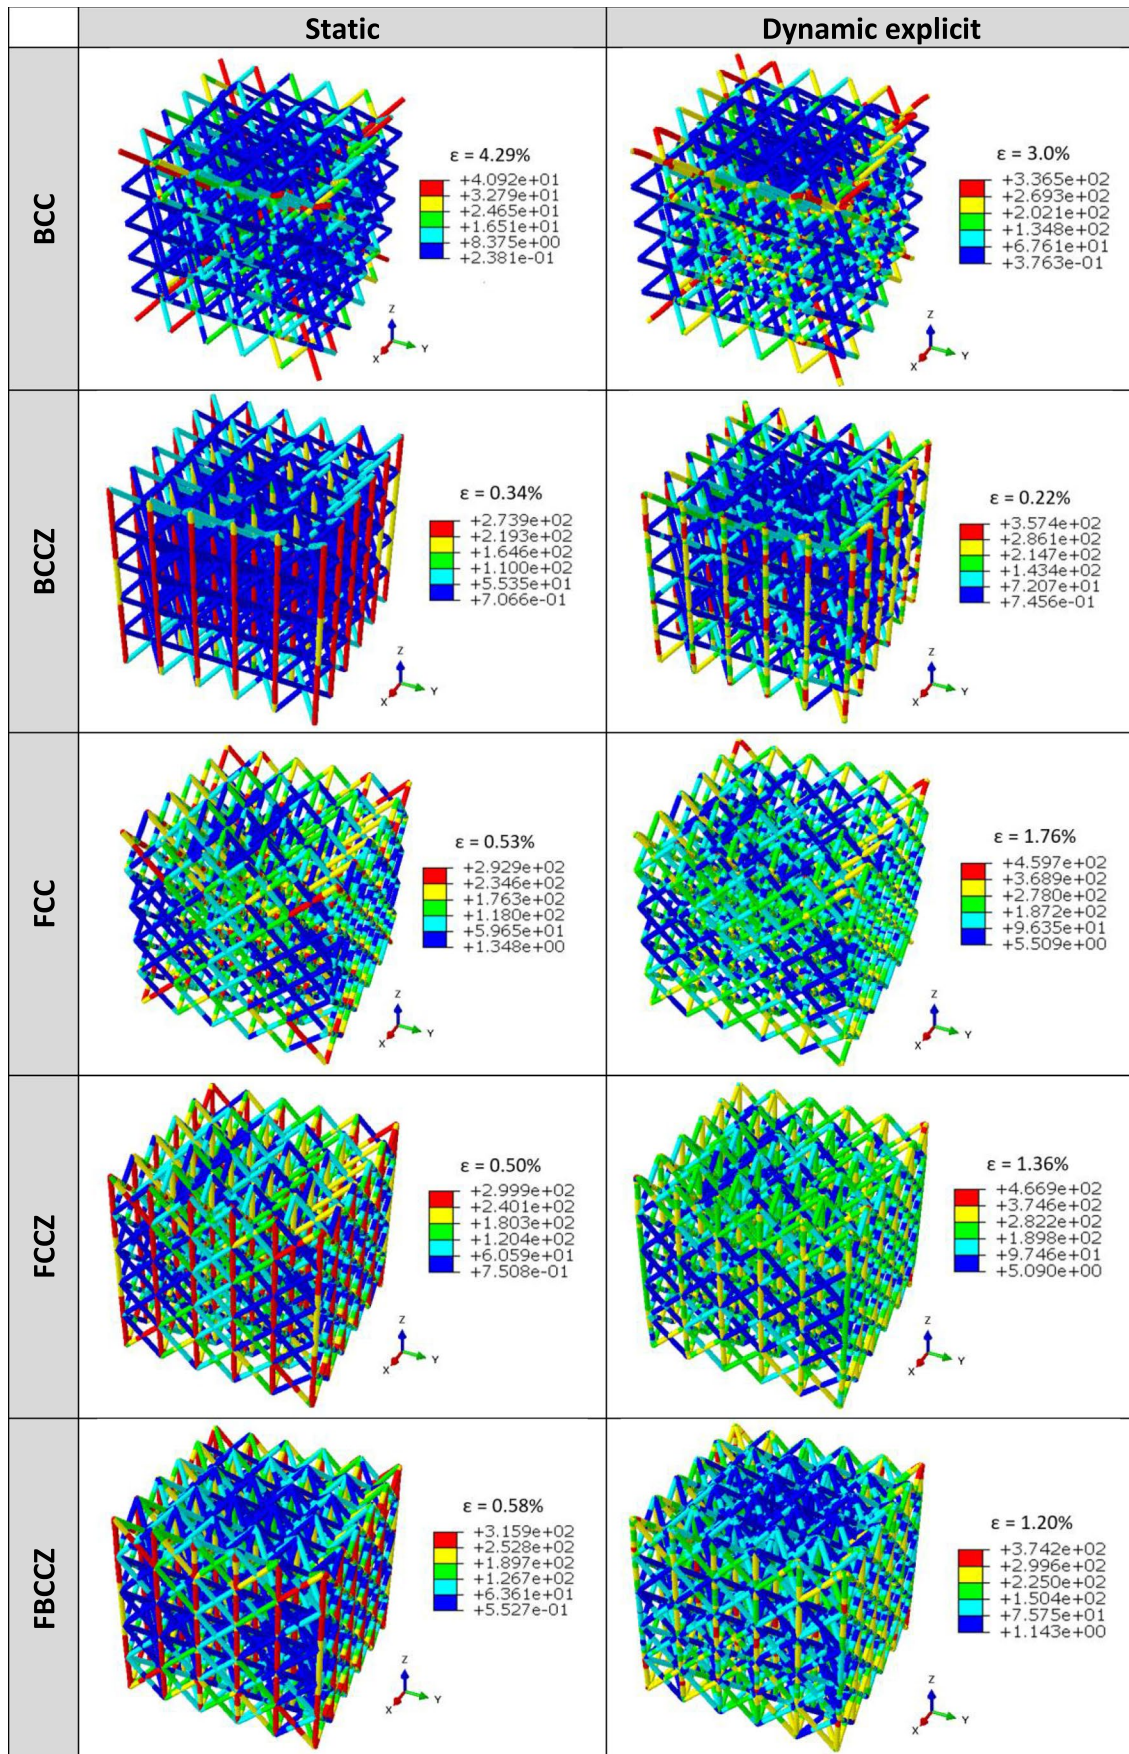 Static
Dynamic explicit
BCC
ε = 4.29%
+4.092e+01
+3.279e+01
+2.465e+01
+1.651e+01
+8.375e+00
+2.381e-01
Z
X
Y
ε = 3.0%
+3.365e+02
+2.693e+02
+2.021e+02
+1.348e+02
+6.761e+01
+3.763e-01
Z
X
Y
BCCZ
ε = 0.34%
+2.739e+02
+2.193e+02
+1.646e+02
+1.100e+02
+5.535e+01
+7.066e-01
Z
X
Y
ε = 0.22%
+3.574e+02
+2.861e+02
+2.147e+02
+1.434e+02
+7.207e+01
+7.456e-01
Z
X
Y
FCC
ε = 0.53%
+2.929e+02
+2.346e+02
+1.763e+02
+1.180e+02
+5.965e+01
+1.348e+00
Z
X
Y
ε = 1.76%
+4.597e+02
+3.689e+02
+2.780e+02
+1.872e+02
+9.635e+01
+5.509e+00
Z
X
Y
FCCZ
ε = 0.50%
+2.999e+02
+2.401e+02
+1.803e+02
+1.204e+02
+6.059e+01
+7.508e-01
Z
X
Y
ε = 1.36%
+4.669e+02
+3.746e+02
+2.822e+02
+1.898e+02
+9.746e+01
+5.090e+00
Z
X
Y
FBCCZ
ε = 0.58%
+3.159e+02
+2.528e+02
+1.897e+02
+1.267e+02
+6.361e+01
+5.527e-01
Z
X
Y
ε = 1.20%
+3.742e+02
+2.996e+02
+2.250e+02
+1.504e+02
+7.575e+01
+1.143e+00
Z
X
Y